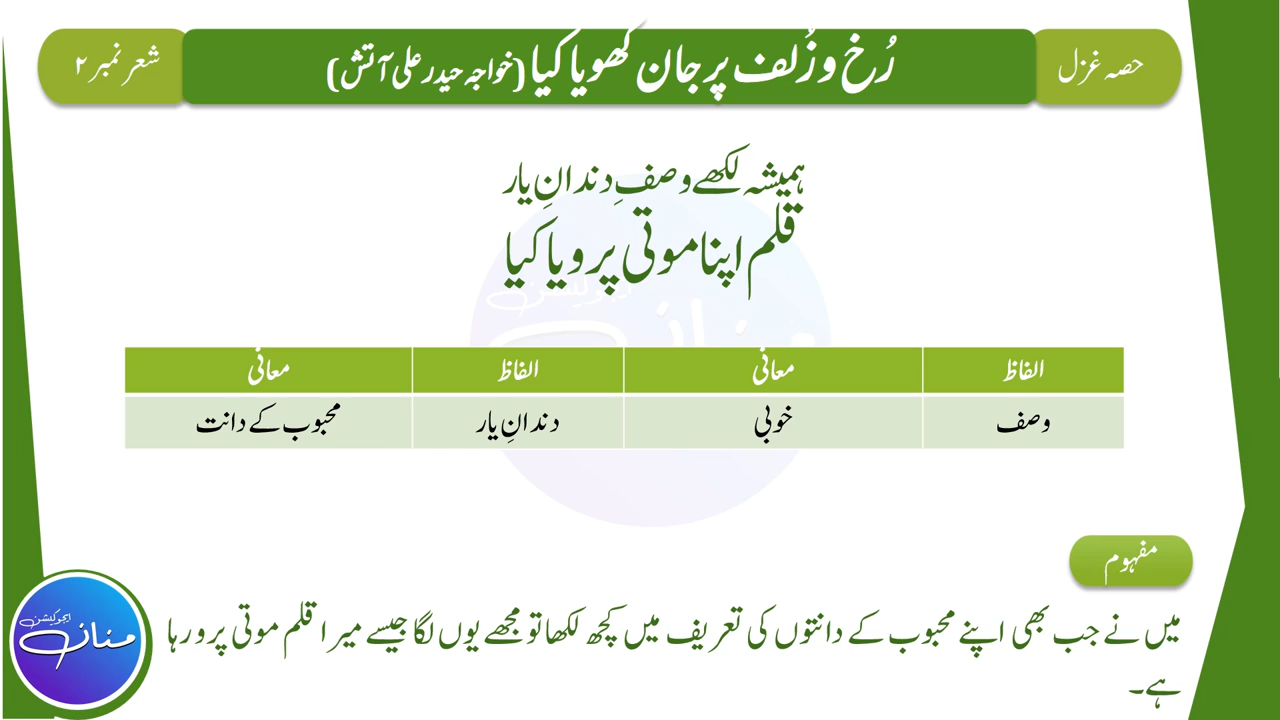 حصہ غزل
رُخ و زُلف پر جان کھویا کیا (خواجہ حیدر علی آتش)
شعر نمبر ۲
ہمیشہ لکھے وصفِ دندانِ یار
قلم اپنا موتی پرویا کیا
الفاظ معانی الفاظ معانی
وصف خوبی دندانِ یار محبوب کے دانت
مفہوم
میں نے جب بھی اپنے محبوب کے دانتوں کی تعریف میں کچھ لکھا تو مجھے یوں لگا جیسے میرا قلم موتی پرو رہا
ہے۔
ایجوکیشن
منان